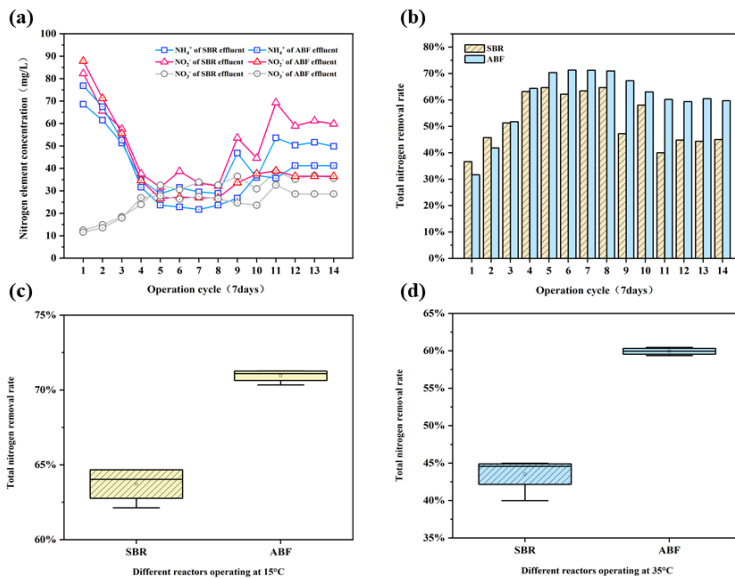 (a)
Nitrogen element concentration（mg/L）
100
90
80
70
60
50
40
30
20
10
0
NH₄⁺ of SBR effluent
NH₄⁺ of ABF effluent
NO₂⁻ of SBR effluent
NO₂⁻ of ABF effluent
NO₃⁻ of SBR effluent
NO₃⁻ of ABF effluent
1 2 3 4 5 6 7 8 9 10 11 12 13 14
Operation cycle（7days）
(b)
Total nitrogen removal rate
80%
70%
60%
50%
40%
30%
20%
10%
0%
SBR
ABF
1 2 3 4 5 6 7 8 9 10 11 12 13 14
Operation cycle（7days）
(c)
Total nitrogen removal rate
75%
70%
65%
60%
SBR ABF
Different reactors operating at 15°C
(d)
Total nitrogen removal rate
65%
60%
55%
50%
45%
40%
35%
SBR ABF
Different reactors operating at 35°C